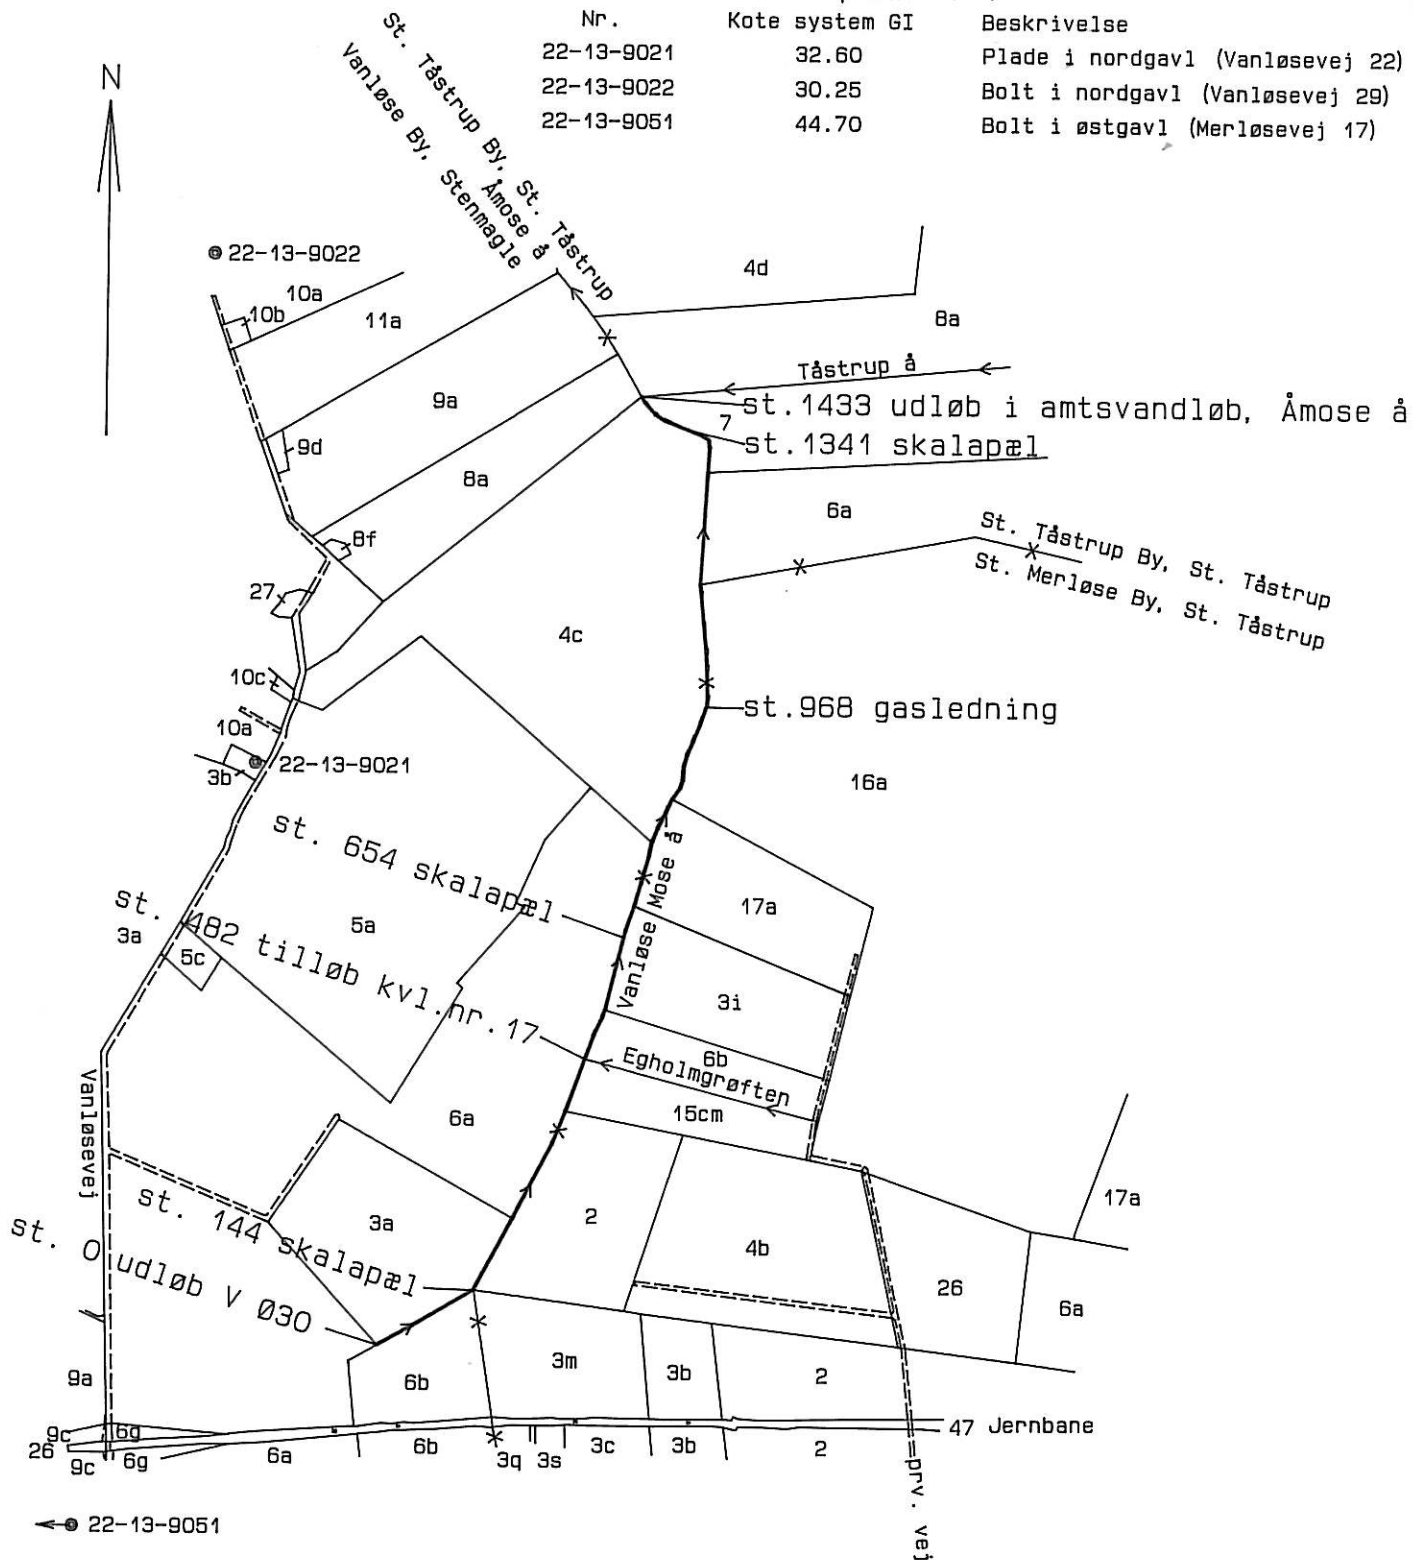 Nr. Kote system GI Beskrivelse
22-13-9021 32.60 Plade i nordgavl (Vanløsevej 22)
22-13-9022 30.25 Bolt i nordgavl (Vanløsevej 29)
22-13-9051 44.70 Bolt i østgavl (Merløsevej 17)
N
St. Tåstrup By, St. Tåstrup
Åmose å
Vanløse By, Stenmagle
22-13-9022
10a
10b
11a
4d
8a
Tåstrup å
9a
st.1433 udløb i amtsvandløb, Åmose å
7
st.1341 skalapæl
9d
8a
6a
St. Tåstrup By, St. Tåstrup
St. Merløse By, St. Tåstrup
8f
27
4c
10c
st.968 gasledning
10a
22-13-9021
3b
16a
st. 654 skalapæl
Vanløse Mose å
17a
st. 482 tilløb kvl.nr.17
3a
5a
5c
3i
6b
Egholmgrøften
15cm
6a
Vanløsevej
17a
st. 144 skalapæl
3a
2
4b
st. 0 udløb V Ø30
26
6a
9a
6b
3m
3b
2
9c
6g
47 Jernbane
26
9c
6g
6a
6b
3q
3s
3c
3b
2
prv. vej
22-13-9051